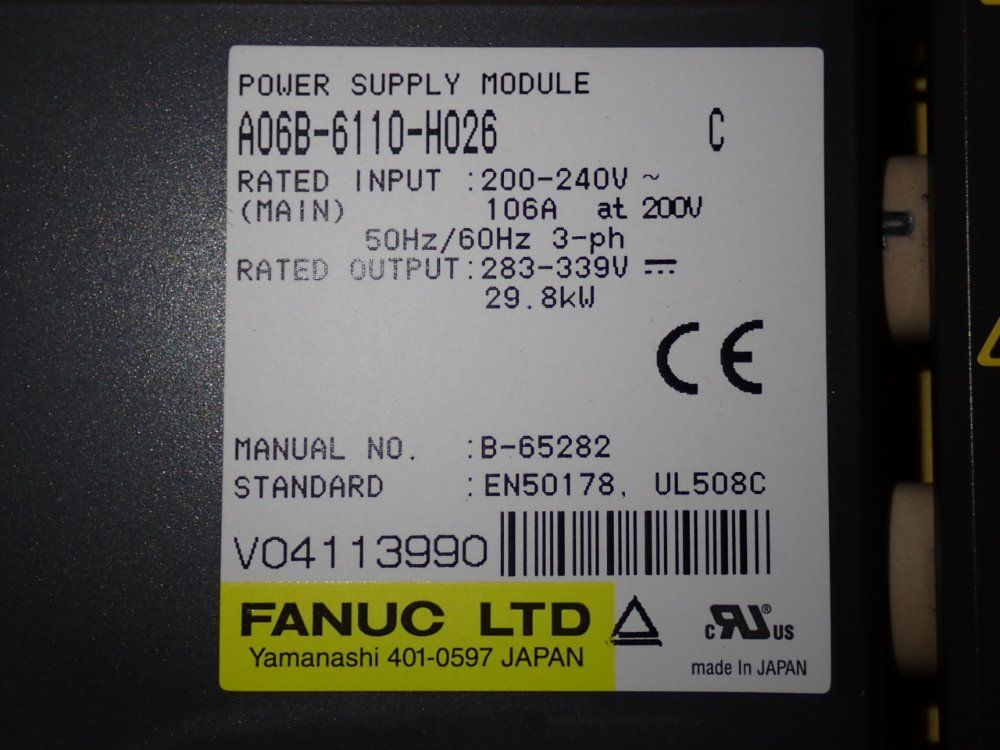 POWER SUPPLY MODULE
A06B-6110-H026 C
RATED INPUT :200-240V ~
(MAIN) 106A at 200V
50Hz/60Hz 3-ph
RATED OUTPUT:283-339V ⎓
29.8kW
CE
MANUAL NO. :B-65282
STANDARD :EN50178, UL508C
V04113990
FANUC LTD
Yamanashi 401-0597 JAPAN
c RU ® US
made In JAPAN